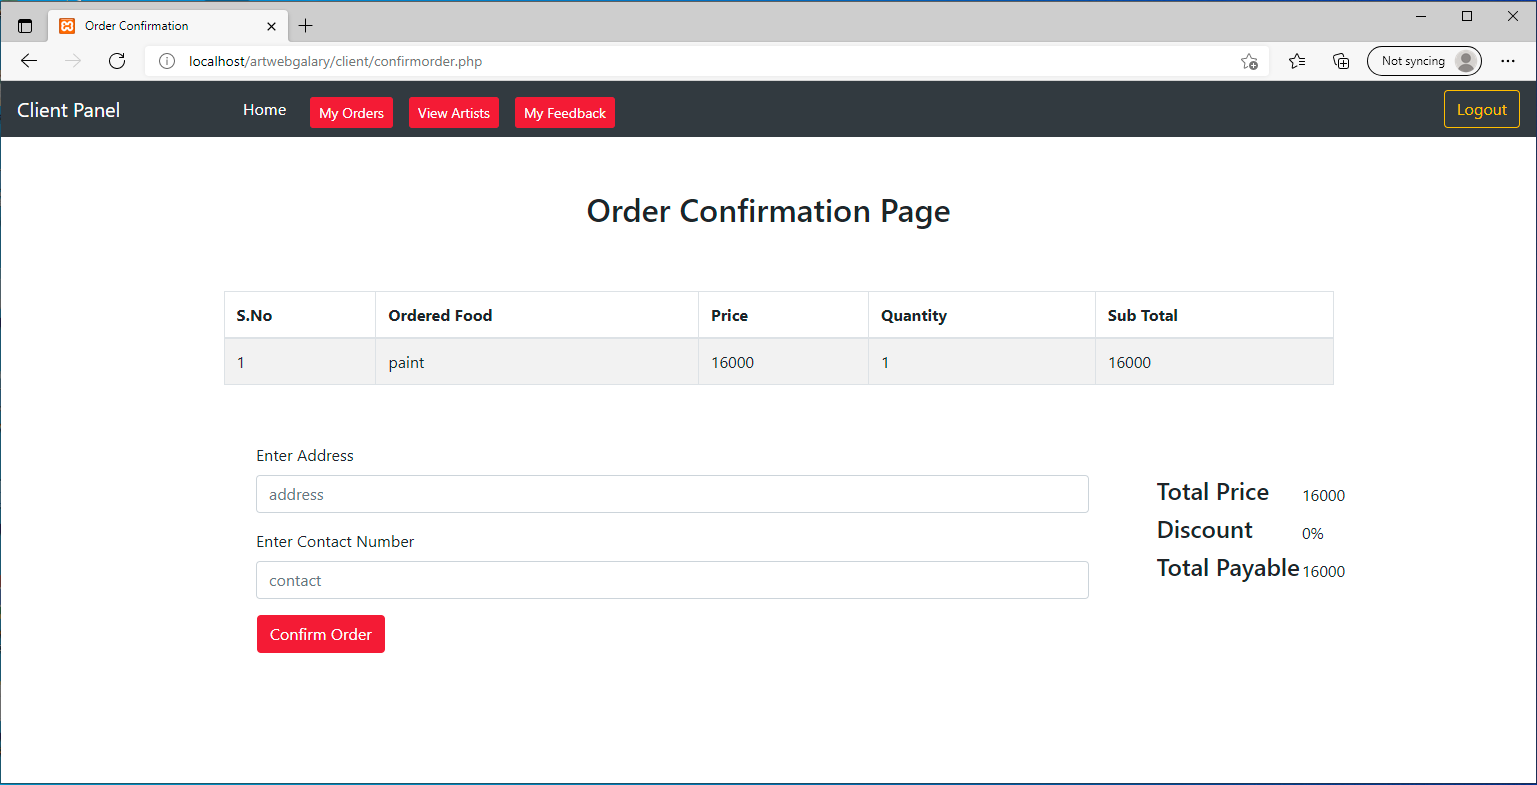 Order Confirmation
localhost/artwebgalary/client/confirmorder.php
Not syncing
Client Panel Home My Orders View Artists My Feedback Logout
Order Confirmation Page
S.No Ordered Food Price Quantity Sub Total
1 paint 16000 1 16000
Enter Address
address
Enter Contact Number
contact
Confirm Order
Total Price 16000
Discount 0%
Total Payable 16000